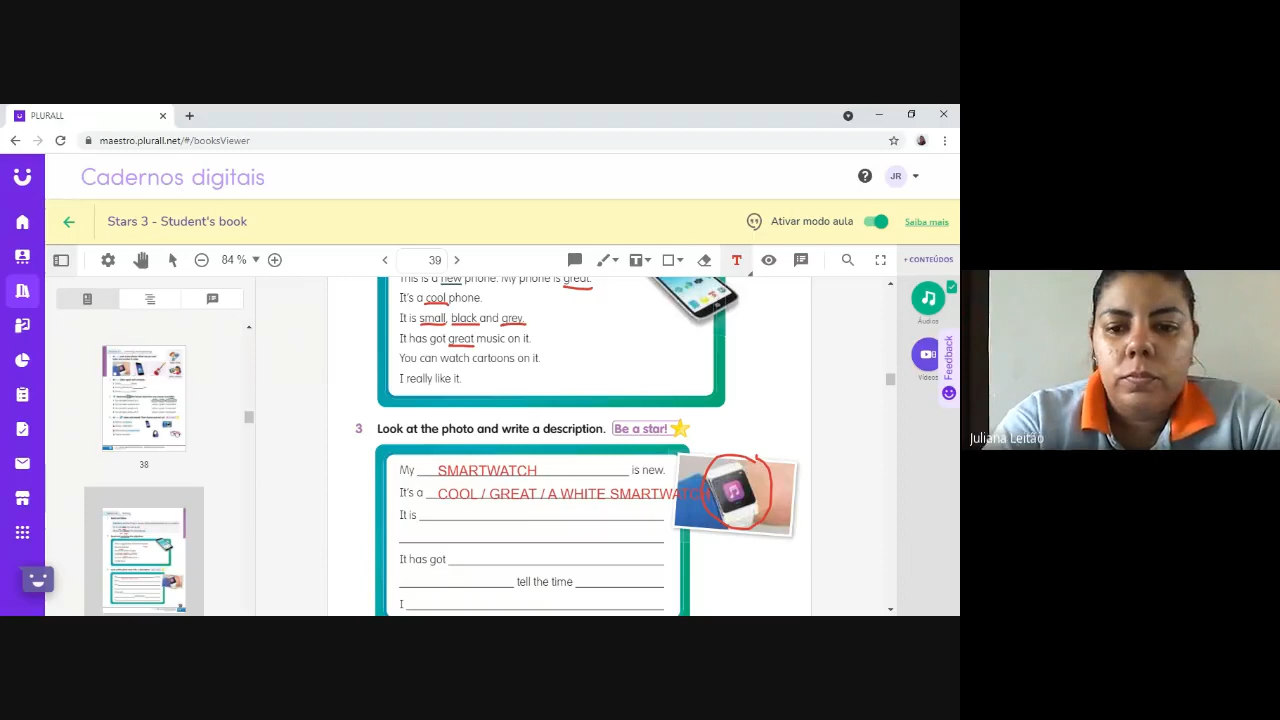 PLURALL
maestro.plurall.net/#/booksViewer
Cadernos digitais
JR
Stars 3 - Student's book
Ativar modo aula
Saiba mais
84 %
39
T
+ CONTEÚDOS
This is a new phone. My phone is great.
It's a cool phone.
It is small, black and grey.
It has got great music on it.
You can watch cartoons on it.
I really like it.
3 Look at the photo and write a description. Be a star!
My SMARTWATCH is new.
It's a COOL / GREAT / A WHITE SMARTWATCH
It is
It has got
tell the time
I
38
Áudios
Vídeos
Feedback
Juliana Leitão